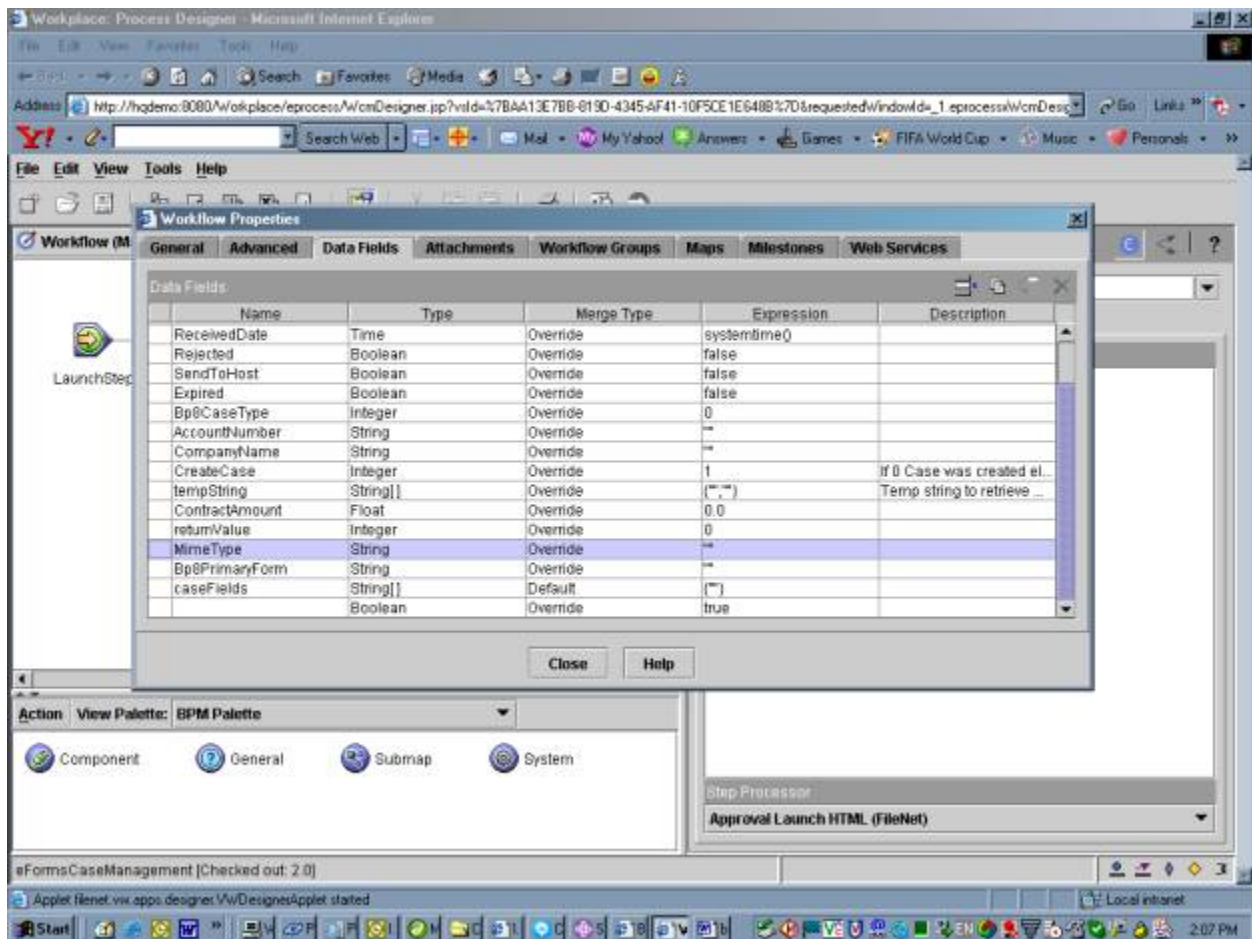 Workplace: Process Designer - Microsoft Internet Explorer
File Edit View Favorites Tools Help
Search Favorites Media
Address http://hqdemo:8080/Workplace/eprocess/WcmDesigner.jsp?
Go Links »
Y! Search Web Mail My Yahoo! Answers Games FIFA World Cup Music Personals »
File Edit View Tools Help
Workflow Properties
Workflow (M
General Advanced Data Fields Attachments Workflow Groups Maps Milestones Web Services
Data Fields
Name Type Merge Type Expression Description
ReceivedDate Time Override systemtime()
Rejected Boolean Override false
SendToHost Boolean Override false
Expired Boolean Override false
Bp8CaseType Integer Override 0
AccountNumber String Override ""
CompanyName String Override ""
CreateCase Integer Override 1 If 0 Case was created el...
tempString String[] Override {"",""} Temp string to retrieve ...
ContractAmount Float Override 0.0
returnValue Integer Override 0
MimeType String Override ""
Bp8PrimaryForm String Override ""
caseFields String[] Default {""}
Boolean Override true
LaunchStep
Close Help
Action View Palette: BPM Palette
Component General Submap System
Step Processor
Approval Launch HTML (FileNet)
eFormsCaseManagement [Checked out: 2.0]
Applet filenet.vw.apps.designer.VWDesignerApplet started
Local intranet
Start
2:07 PM